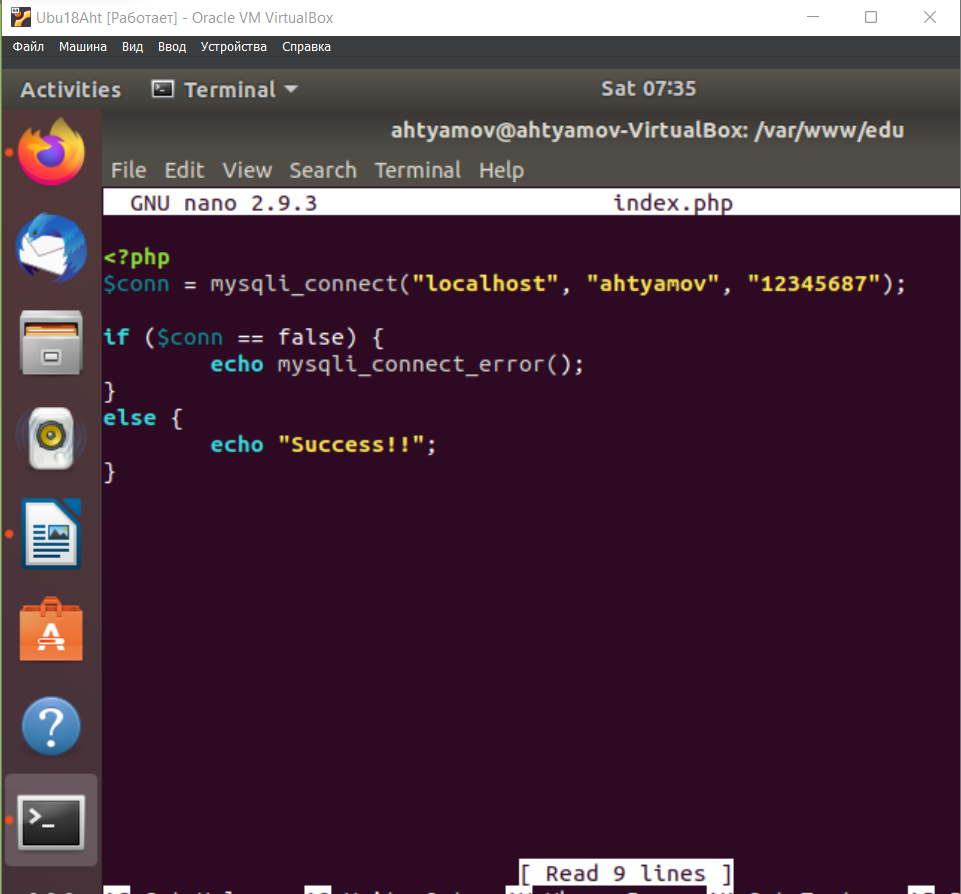 Ubu18Aht [Работает] - Oracle VM VirtualBox
Файл Машина Вид Ввод Устройства Справка
Activities Terminal Sat 07:35
ahtyamov@ahtyamov-VirtualBox: /var/www/edu
File Edit View Search Terminal Help
GNU nano 2.9.3 index.php
<?php
$conn = mysqli_connect("localhost", "ahtyamov", "12345687");
if ($conn == false) {
echo mysqli_connect_error();
}
else {
echo "Success!!";
}
[ Read 9 lines ]